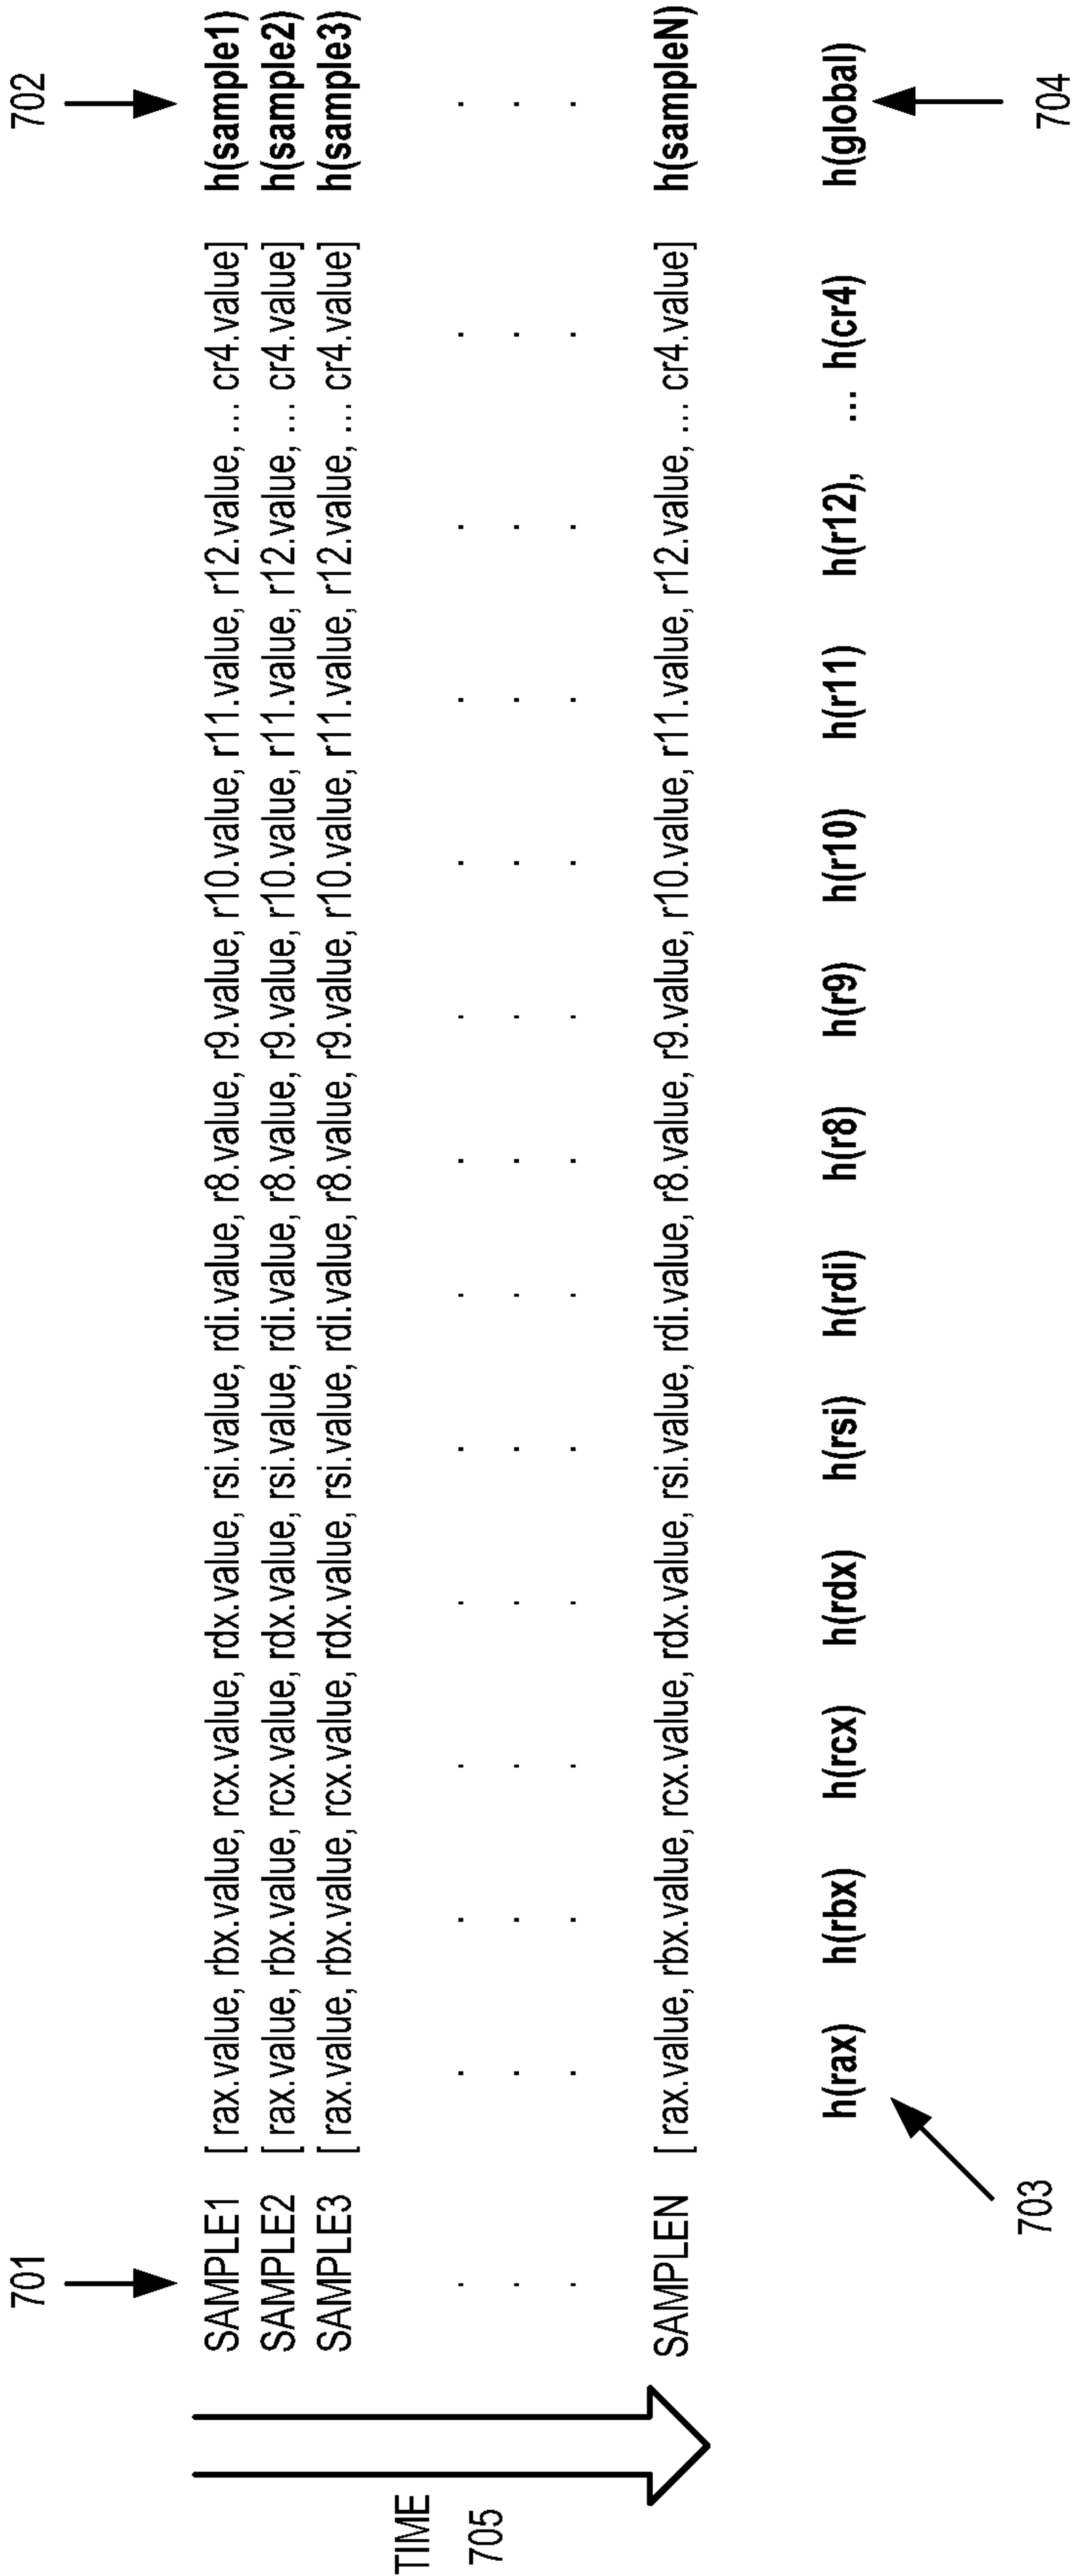 701
702
SAMPLE1 [ rax.value, rbx.value, rcx.value, rdx.value, rsi.value, rdi.value, r8.value, r9.value, r10.value, r11.value, r12.value, ... cr4.value] h(sample1)
SAMPLE2 [ rax.value, rbx.value, rcx.value, rdx.value, rsi.value, rdi.value, r8.value, r9.value, r10.value, r11.value, r12.value, ... cr4.value] h(sample2)
SAMPLE3 [ rax.value, rbx.value, rcx.value, rdx.value, rsi.value, rdi.value, r8.value, r9.value, r10.value, r11.value, r12.value, ... cr4.value] h(sample3)
TIME
705
. . . . . . . . . . . . . .
. . . . . . . . . . . . . .
. . . . . . . . . . . . . .
SAMPLEN [ rax.value, rbx.value, rcx.value, rdx.value, rsi.value, rdi.value, r8.value, r9.value, r10.value, r11.value, r12.value, ... cr4.value] h(sampleN)
h(rax) h(rbx) h(rcx) h(rdx) h(rsi) h(rdi) h(r8) h(r9) h(r10) h(r11) h(r12), ... h(cr4) h(global)
703
704